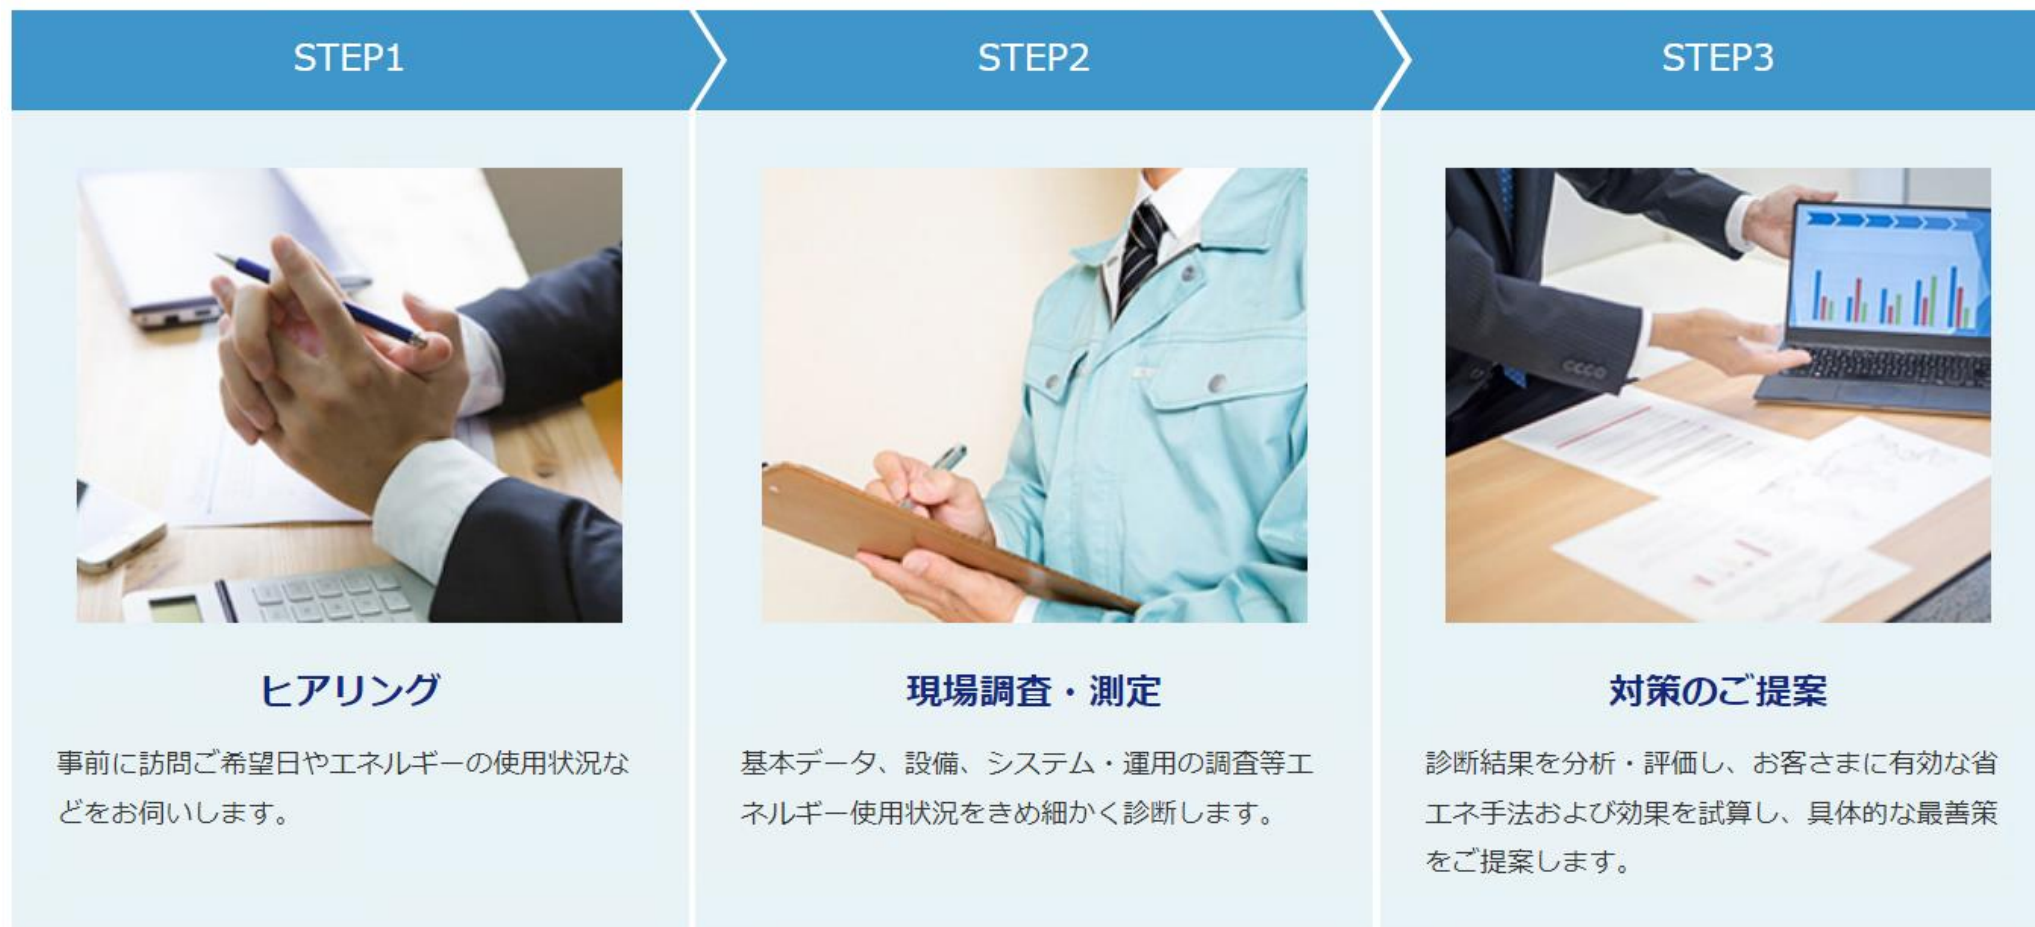 STEP1
STEP2
STEP3
ヒアリング
事前に訪問ご希望日やエネルギーの使用状況な
どをお伺いします。
現場調査・測定
基本データ、設備、システム・運用の調査等エ
ネルギー使用状況をきめ細かく診断します。
対策のご提案
診断結果を分析・評価し、お客さまに有効な省
エネ手法および効果を試算し、具体的な最善策
をご提案します。